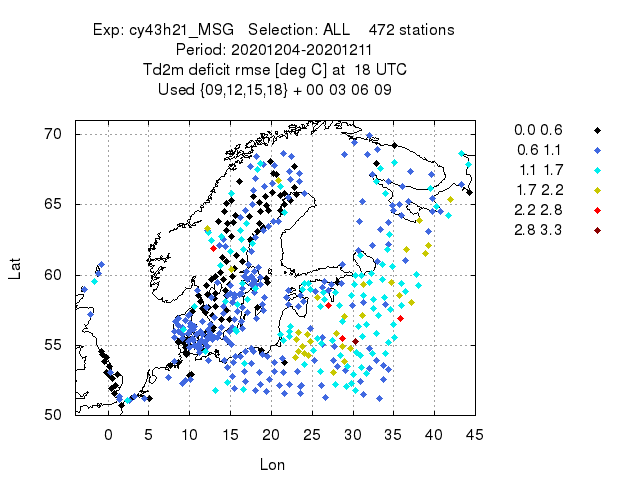 Exp: cy43h21_MSG   Selection: ALL    472 stations
Period: 20201204-20201211
Td2m deficit rmse [deg C] at  18 UTC
Used {09,12,15,18} + 00 03 06 09
70
65
60
55
50
Lat
0 5 10 15 20 25 30 35 40 45
Lon
0.0 0.6
0.6 1.1
1.1 1.7
1.7 2.2
2.2 2.8
2.8 3.3